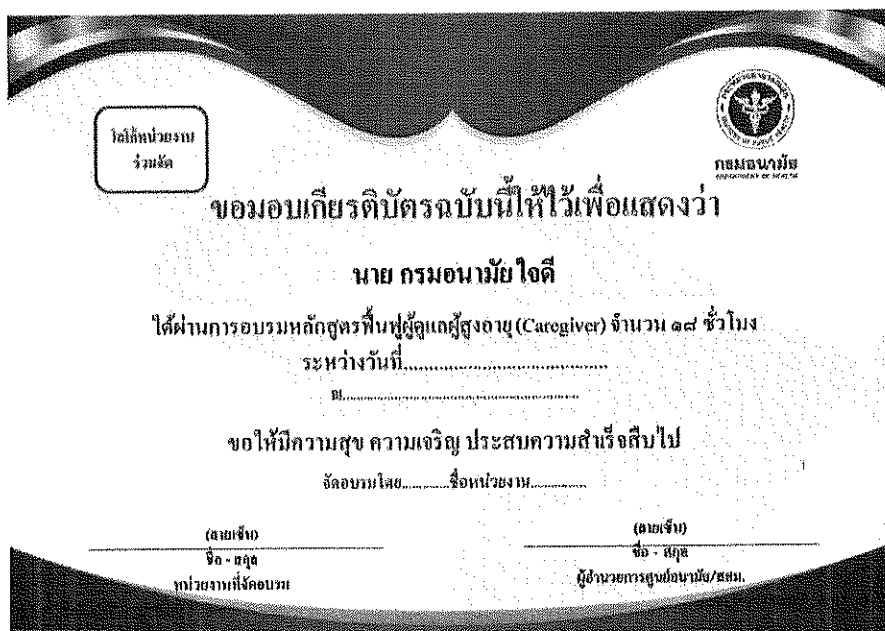 โลโก้หน่วยงาน
ร่วมจัด
กรมอนามัย
DEPARTMENT OF HEALTH
ขอมอบเกียรติบัตรฉบับนี้ให้ไว้เพื่อแสดงว่า
นาย กรมอนามัย ใจดี
ได้ผ่านการอบรมหลักสูตรฟื้นฟูผู้ดูแลผู้สูงอายุ (Caregiver) จำนวน ๑๘ ชั่วโมง
ระหว่างวันที่.......................................
ณ.................................................
ขอให้มีความสุข ความเจริญ ประสบความสำเร็จสืบไป
จัดอบรมโดย............ชื่อหน่วยงาน..............
(ลายเซ็น)
ชื่อ - สกุล
หน่วยงานที่จัดอบรม
(ลายเซ็น)
ชื่อ - สกุล
ผู้อำนวยการศูนย์อนามัย/สสม.